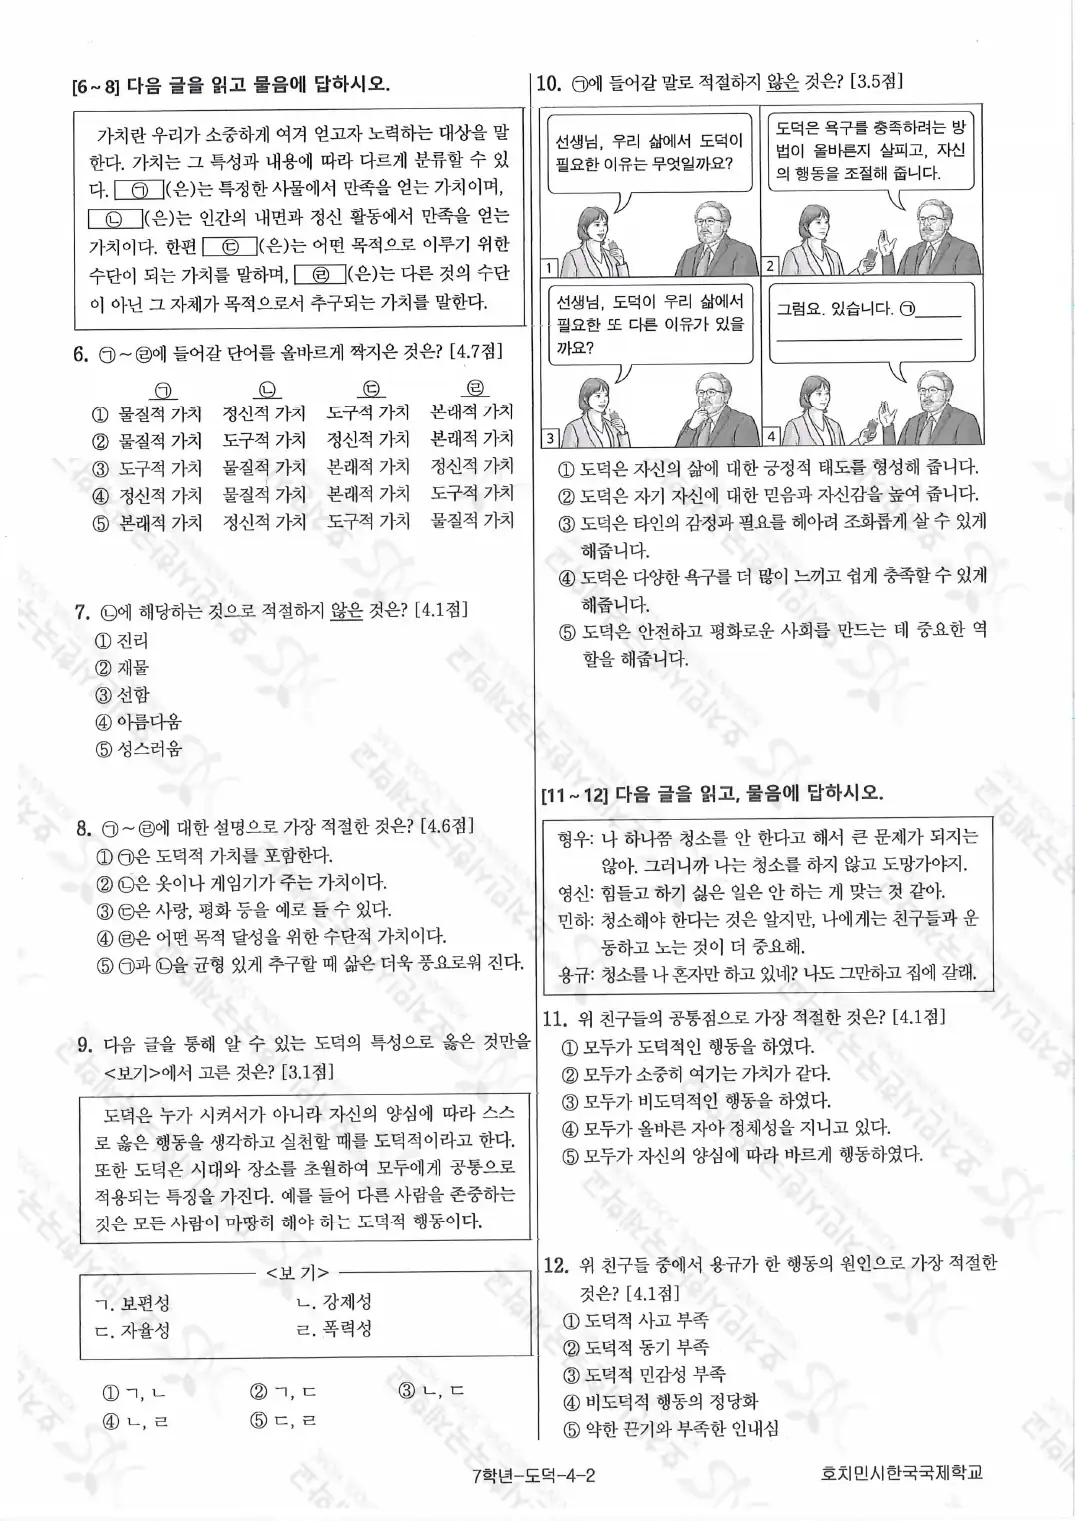 [6~8] 다음 글을 읽고 물음에 답하시오.
가치란 우리가 소중하게 여겨 얻고자 노력하는 대상을 말
한다. 가치는 그 특성과 내용에 따라 다르게 분류할 수 있
다. ㉠(은)는 특정한 사물에서 만족을 얻는 가치이며,
㉡(은)는 인간의 내면과 정신 활동에서 만족을 얻는
가치이다. 한편 ㉢(은)는 어떤 목적으로 이루기 위한
수단이 되는 가치를 말하며, ㉣(은)는 다른 것의 수단
이 아닌 그 자체가 목적으로서 추구되는 가치를 말한다.
6. ㉠~㉣에 들어갈 단어를 올바르게 짝지은 것은? [4.7점]
㉠ ㉡ ㉢ ㉣
① 물질적 가치 정신적 가치 도구적 가치 본래적 가치
② 물질적 가치 도구적 가치 정신적 가치 본래적 가치
③ 도구적 가치 물질적 가치 본래적 가치 정신적 가치
④ 정신적 가치 물질적 가치 본래적 가치 도구적 가치
⑤ 본래적 가치 정신적 가치 도구적 가치 물질적 가치
7. ㉡에 해당하는 것으로 적절하지 않은 것은? [4.1점]
① 진리
② 재물
③ 선함
④ 아름다움
⑤ 성스러움
8. ㉠~㉣에 대한 설명으로 가장 적절한 것은? [4.6점]
① ㉠은 도덕적 가치를 포함한다.
② ㉡은 옷이나 게임기가 주는 가치이다.
③ ㉢은 사랑, 평화 등을 예로 들 수 있다.
④ ㉣은 어떤 목적 달성을 위한 수단적 가치이다.
⑤ ㉠과 ㉡을 균형 있게 추구할 때 삶은 더욱 풍요로워 진다.
9. 다음 글을 통해 알 수 있는 도덕의 특성으로 옳은 것만을
<보기>에서 고른 것은? [3.1점]
도덕은 누가 시켜서가 아니라 자신의 양심에 따라 스스
로 옳은 행동을 생각하고 실천할 때를 도덕적이라고 한다.
또한 도덕은 시대와 장소를 초월하여 모두에게 공통으로
적용되는 특징을 가진다. 예를 들어 다른 사람을 존중하는
것은 모든 사람이 마땅히 해야 하는 도덕적 행동이다.
<보 기>
ㄱ. 보편성 ㄴ. 강제성
ㄷ. 자율성 ㄹ. 폭력성
① ㄱ, ㄴ ② ㄱ, ㄷ ③ ㄴ, ㄷ
④ ㄴ, ㄹ ⑤ ㄷ, ㄹ
10. ㉠에 들어갈 말로 적절하지 않은 것은? [3.5점]
선생님, 우리 삶에서 도덕이
필요한 이유는 무엇일까요?
1
도덕은 욕구를 충족하려는 방
법이 올바른지 살피고, 자신
의 행동을 조절해 줍니다.
2
선생님, 도덕이 우리 삶에서
필요한 또 다른 이유가 있을
까요?
3
그럼요. 있습니다. ㉠
4
① 도덕은 자신의 삶에 대한 긍정적 태도를 형성해 줍니다.
② 도덕은 자기 자신에 대한 믿음과 자신감을 높여 줍니다.
③ 도덕은 타인의 감정과 필요를 헤아려 조화롭게 살 수 있게
해줍니다.
④ 도덕은 다양한 욕구를 더 많이 느끼고 쉽게 충족할 수 있게
해줍니다.
⑤ 도덕은 안전하고 평화로운 사회를 만드는 데 중요한 역
할을 해줍니다.
[11~12] 다음 글을 읽고, 물음에 답하시오.
형우: 나 하나쯤 청소를 안 한다고 해서 큰 문제가 되지는
않아. 그러니까 나는 청소를 하지 않고 도망가야지.
영신: 힘들고 하기 싫은 일은 안 하는 게 맞는 것 같아.
민하: 청소해야 한다는 것은 알지만, 나에게는 친구들과 운
동하고 노는 것이 더 중요해.
용규: 청소를 나 혼자만 하고 있네? 나도 그만하고 집에 갈래.
11. 위 친구들의 공통점으로 가장 적절한 것은? [4.1점]
① 모두가 도덕적인 행동을 하였다.
② 모두가 소중히 여기는 가치가 같다.
③ 모두가 비도덕적인 행동을 하였다.
④ 모두가 올바른 자아 정체성을 지니고 있다.
⑤ 모두가 자신의 양심에 따라 바르게 행동하였다.
12. 위 친구들 중에서 용규가 한 행동의 원인으로 가장 적절한
것은? [4.1점]
① 도덕적 사고 부족
② 도덕적 동기 부족
③ 도덕적 민감성 부족
④ 비도덕적 행동의 정당화
⑤ 약한 끈기와 부족한 인내심
7학년-도덕-4-2
호치민시한국국제학교